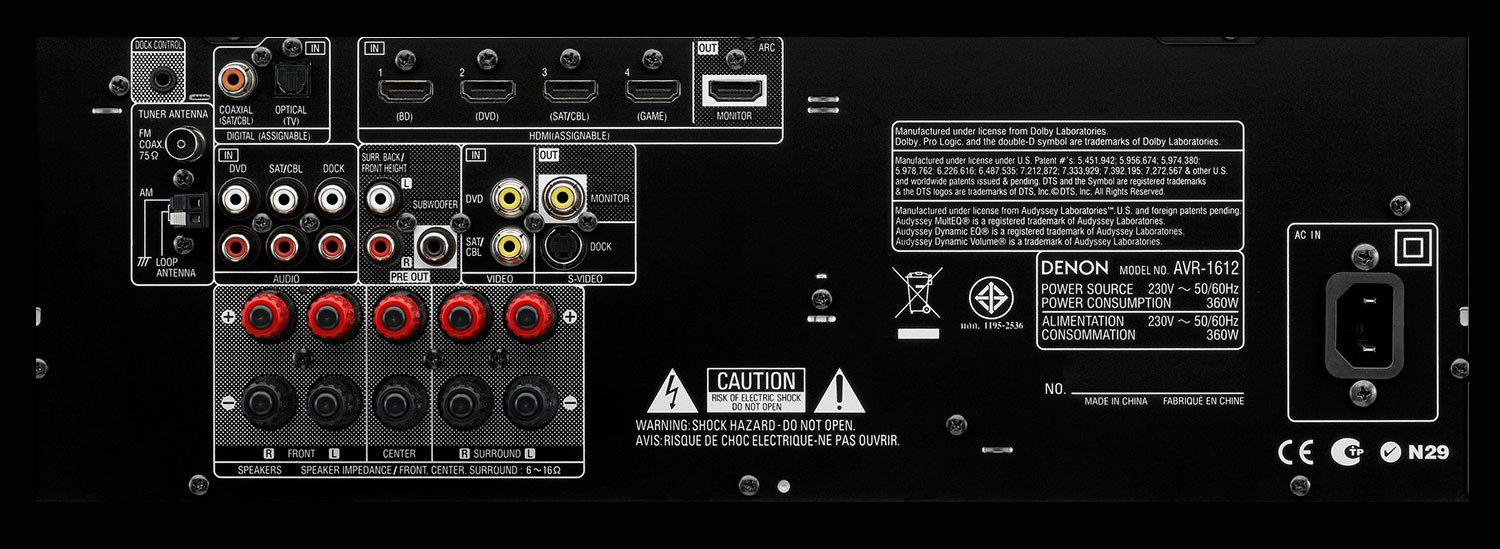 DOCK CONTROL
IN
COAXIAL
(SAT/CBL)
OPTICAL
(TV)
DIGITAL (ASSIGNABLE)
IN
1
2
3
4
(BD)
(DVD)
(SAT/CBL)
(GAME)
OUT
ARC
MONITOR
HDMI(ASSIGNABLE)
TUNER ANTENNA
FM
COAX.
75Ω
AM
LOOP
ANTENNA
IN
DVD
SAT/CBL
DOCK
AUDIO
SURR. BACK/
FRONT HEIGHT
L
SUBWOOFER
R
PRE OUT
IN
DVD
SAT/
CBL
VIDEO
OUT
MONITOR
DOCK
S-VIDEO
+
+
−
−
R FRONT L
CENTER
R SURROUND L
SPEAKERS SPEAKER IMPEDANCE/FRONT, CENTER, SURROUND : 6～16Ω
CAUTION
RISK OF ELECTRIC SHOCK
DO NOT OPEN
WARNING:SHOCK HAZARD-DO NOT OPEN.
AVIS:RISQUE DE CHOC ELECTRIQUE-NE PAS OUVRIR.
Manufactured under license from Dolby Laboratories.
Dolby, Pro Logic, and the double-D symbol are trademarks of Dolby Laboratories.
Manufactured under license under U.S. Patent #'s: 5,451,942; 5,956,674; 5,974,380;
5,978,762; 6,226,616; 6,487,535; 7,212,872; 7,333,929; 7,392,195; 7,272,567 & other U.S.
and worldwide patents issued & pending. DTS and the Symbol are registered trademarks
& the DTS logos are trademarks of DTS, Inc.© DTS, Inc. All Rights Reserved.
Manufactured under license from Audyssey Laboratories™.U.S. and foreign patents pending.
Audyssey MultEQ® is a registered trademark of Audyssey Laboratories.
Audyssey Dynamic EQ® is a registered trademark of Audyssey Laboratories.
Audyssey Dynamic Volume® is a trademark of Audyssey Laboratories.
มอก. 1195-2536
DENON MODEL NO. AVR-1612
POWER SOURCE 230V ～ 50/60Hz
POWER CONSUMPTION 360W
ALIMENTATION 230V ～ 50/60Hz
CONSOMMATION 360W
NO.
MADE IN CHINA FABRIQUÉ EN CHINE
AC IN
CE
N29